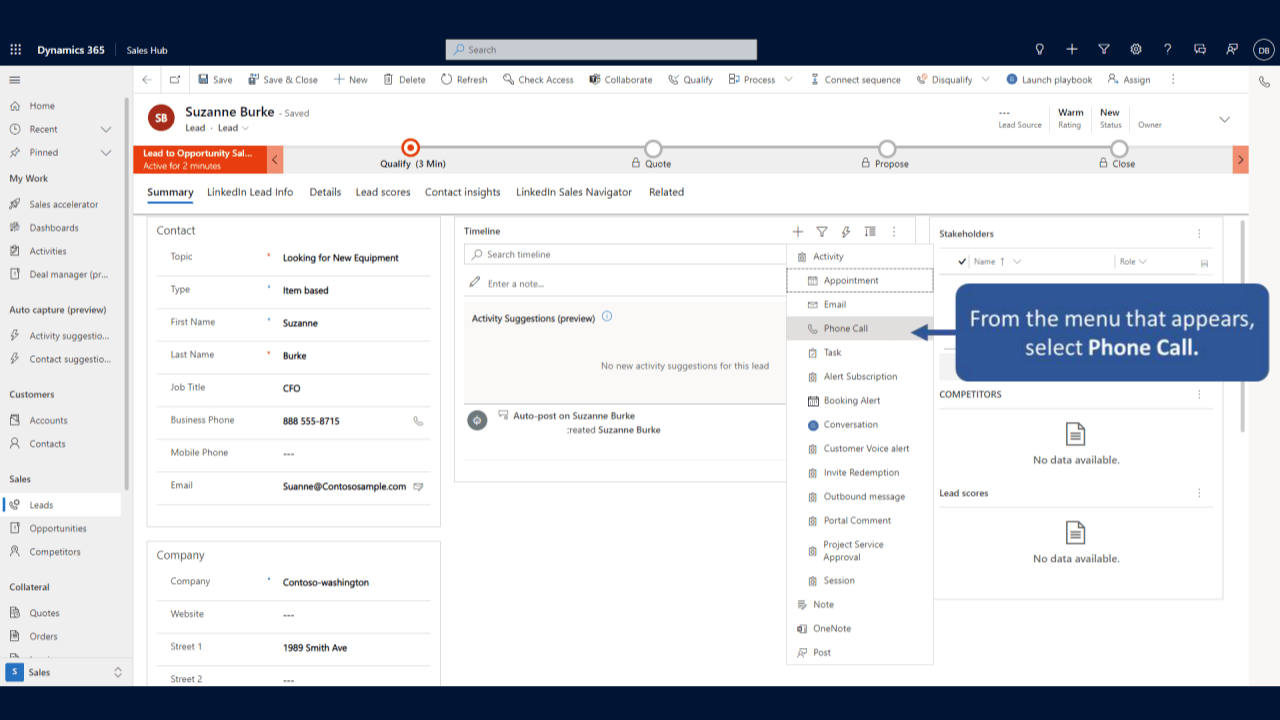 Dynamics 365
Sales Hub
Search
DB
Save
Save & Close
New
Delete
Refresh
Check Access
Collaborate
Qualify
Process
Connect sequence
Disqualify
Launch playbook
Assign
Home
Recent
Pinned
My Work
Sales accelerator
Dashboards
Activities
Deal manager (pr...
Auto capture (preview)
Activity suggestio...
Contact suggestio...
Customers
Accounts
Contacts
Sales
Leads
Opportunities
Competitors
Collateral
Quotes
Orders
S Sales
SB
Suzanne Burke - Saved
Lead · Lead
---
Lead Source
Warm
Rating
New
Status
Owner
Lead to Opportunity Sal...
Active for 2 minutes
Qualify (3 Min)
Quote
Propose
Close
Summary
LinkedIn Lead Info
Details
Lead scores
Contact insights
LinkedIn Sales Navigator
Related
Contact
Topic * Looking for New Equipment
Type * Item based
First Name * Suzanne
Last Name * Burke
Job Title CFO
Business Phone 888 555-8715
Mobile Phone ---
Email Suanne@Contososample.com
Company
Company * Contoso-washington
Website ---
Street 1 1989 Smith Ave
Street 2 ---
Timeline
Search timeline
Enter a note...
Activity Suggestions (preview)
No new activity suggestions for this lead
Auto-post on Suzanne Burke
:reated Suzanne Burke
Activity
Appointment
Email
Phone Call
Task
Alert Subscription
Booking Alert
Conversation
Customer Voice alert
Invite Redemption
Outbound message
Portal Comment
Project Service
Approval
Session
Note
OneNote
Post
Stakeholders
Name ↑
Role
From the menu that appears,
select Phone Call.
COMPETITORS
No data available.
Lead scores
No data available.